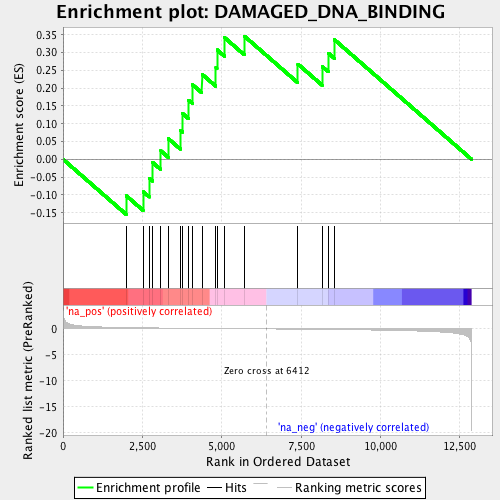 Enrichment plot: DAMAGED_DNA_BINDING
Enrichment score (ES)
0.35
0.30
0.25
0.20
0.15
0.10
0.05
0.00
-0.05
-0.10
-0.15
'na_pos' (positively correlated)
Ranked list metric (PreRanked)
0
-5
-10
-15
-20
Zero cross at 6412
'na_neg' (negatively correlated)
0
2,500
5,000
7,500
10,000
12,500
Rank in Ordered Dataset
Enrichment profile
Hits
Ranking metric scores